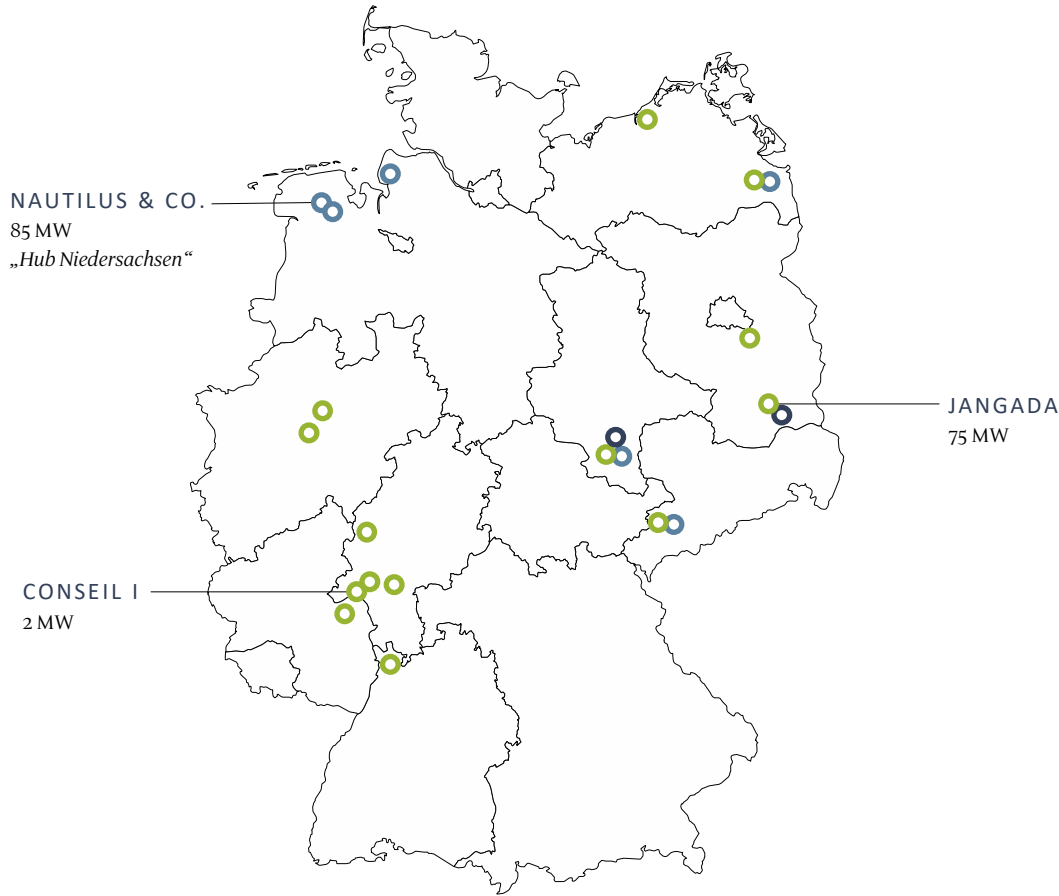 NAUTILUS & CO.
85 MW
„Hub Niedersachsen“
JANGADA
75 MW
CONSEIL I
2 MW